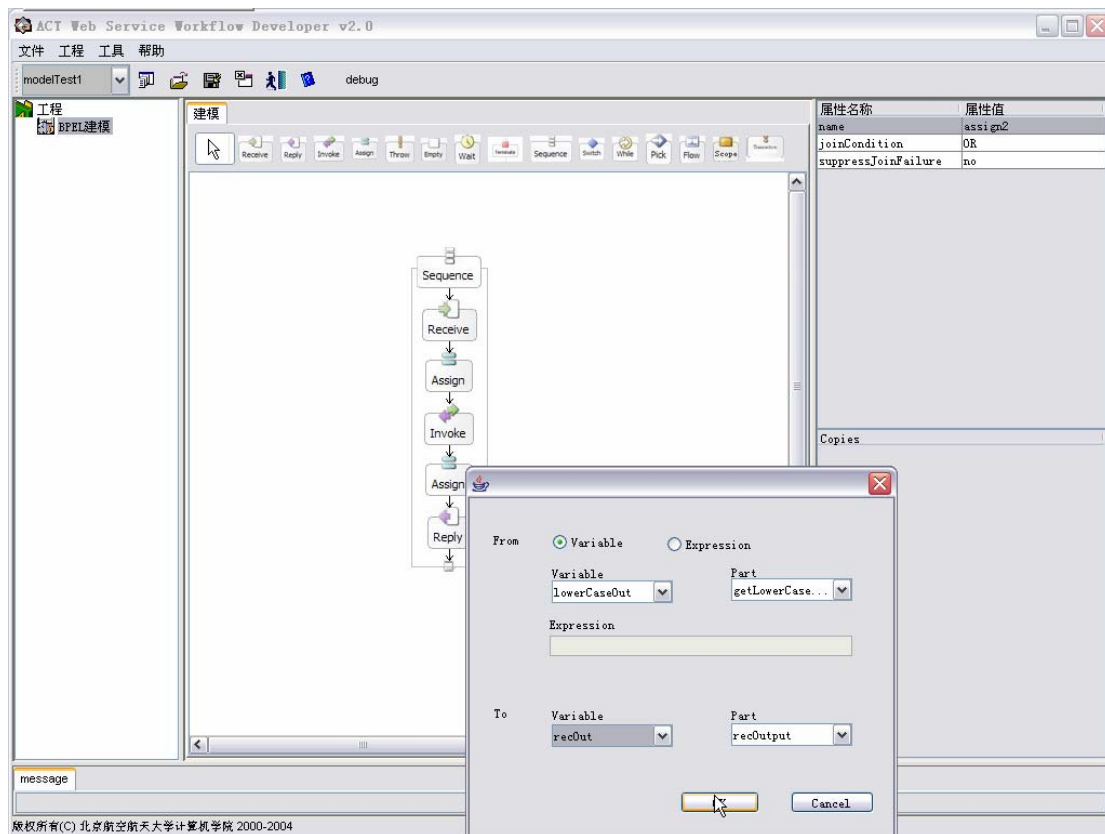 ACT Web Service Workflow Developer v2.0
文件 工程 工具 帮助
modelTest1 debug
工程
BPEL建模
建模
Receive Reply Invoke Assign Throw Empty Wait Terminate Sequence Switch While Pick Flow Scope
属性名称 属性值
name assign2
joinCondition OR
suppressJoinFailure no
Sequence
Receive
Assign
Invoke
Assign
Reply
Copies
From Variable Expression
Variable Part
lowerCaseOut getLowerCase...
Expression
To Variable Part
recOut recOutput
Cancel
message
版权所有(C) 北京航空航天大学计算机学院 2000-2004